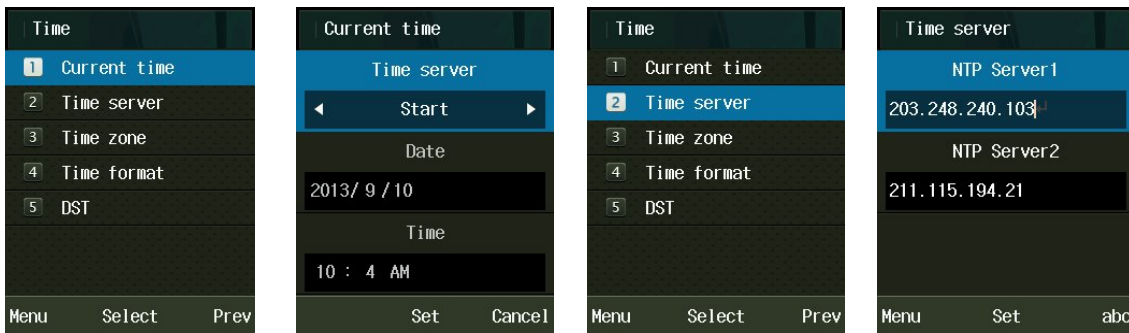 Time
1 Current time
2 Time server
3 Time zone
4 Time format
5 DST
Menu Select Prev
Current time
Time server
Start
Date
2013/ 9 /10
Time
10 : 4 AM
Set Cancel
Time
1 Current time
2 Time server
3 Time zone
4 Time format
5 DST
Menu Select Prev
Time server
NTP Server1
203.248.240.103
NTP Server2
211.115.194.21
Menu Set abc